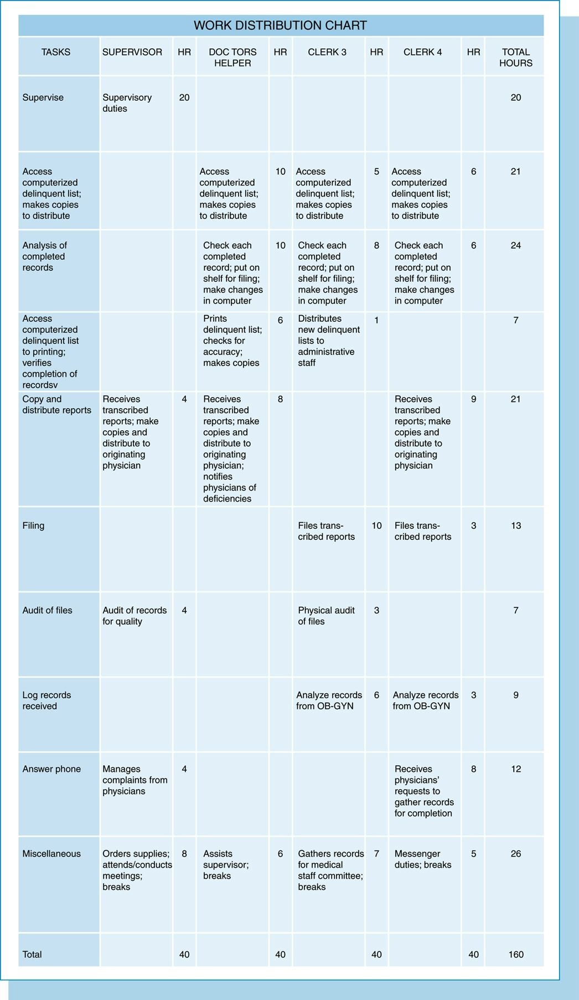 WORK DISTRIBUTION CHART
TASKS
SUPERVISOR
HR
DOC TORS
HELPER
HR
CLERK 3
HR
CLERK 4
HR
TOTAL
HOURS
Supervise
Supervisory
duties
20
20
Access
computerized
delinquent list;
makes copies
to distribute
Access
computerized
delinquent list;
makes copies
to distribute
10
Access
computerized
delinquent list;
makes copies
to distribute
5
Access
computerized
delinquent list;
makes copies
to distribute
6
21
Analysis of
completed
records
Check each
completed
record; put on
shelf for filing;
make changes
in computer
10
Check each
completed
record; put on
shelf for filing;
make changes
in computer
8
Check each
completed
record; put on
shelf for filing;
make changes
in computer
6
24
Access
computerized
delinquent list
to printing;
verifies
completion of
recordsv
Prints
delinquent list;
checks for
accuracy;
makes copies
6
Distributes
new delinquent
lists to
administrative
staff
1
7
Copy and
distribute reports
Receives
transcribed
reports; make
copies and
distribute to
originating
physician
4
Receives
transcribed
reports; make
copies and
distribute to
originating
physician;
notifies
physicians of
deficiencies
8
Receives
transcribed
reports; make
copies and
distribute to
originating
physician
9
21
Filing
Files trans-
cribed reports
10
Files trans-
cribed reports
3
13
Audit of files
Audit of records
for quality
4
Physical audit
of files
3
7
Log records
received
Analyze records
from OB-GYN
6
Analyze records
from OB-GYN
3
9
Answer phone
Manages
complaints from
physicians
4
Receives
physicians’
requests to
gather records
for completion
8
12
Miscellaneous
Orders supplies;
attends/conducts
meetings;
breaks
8
Assists
supervisor;
breaks
6
Gathers records
for medical
staff committee;
breaks
7
Messenger
duties; breaks
5
26
Total
40
40
40
40
160